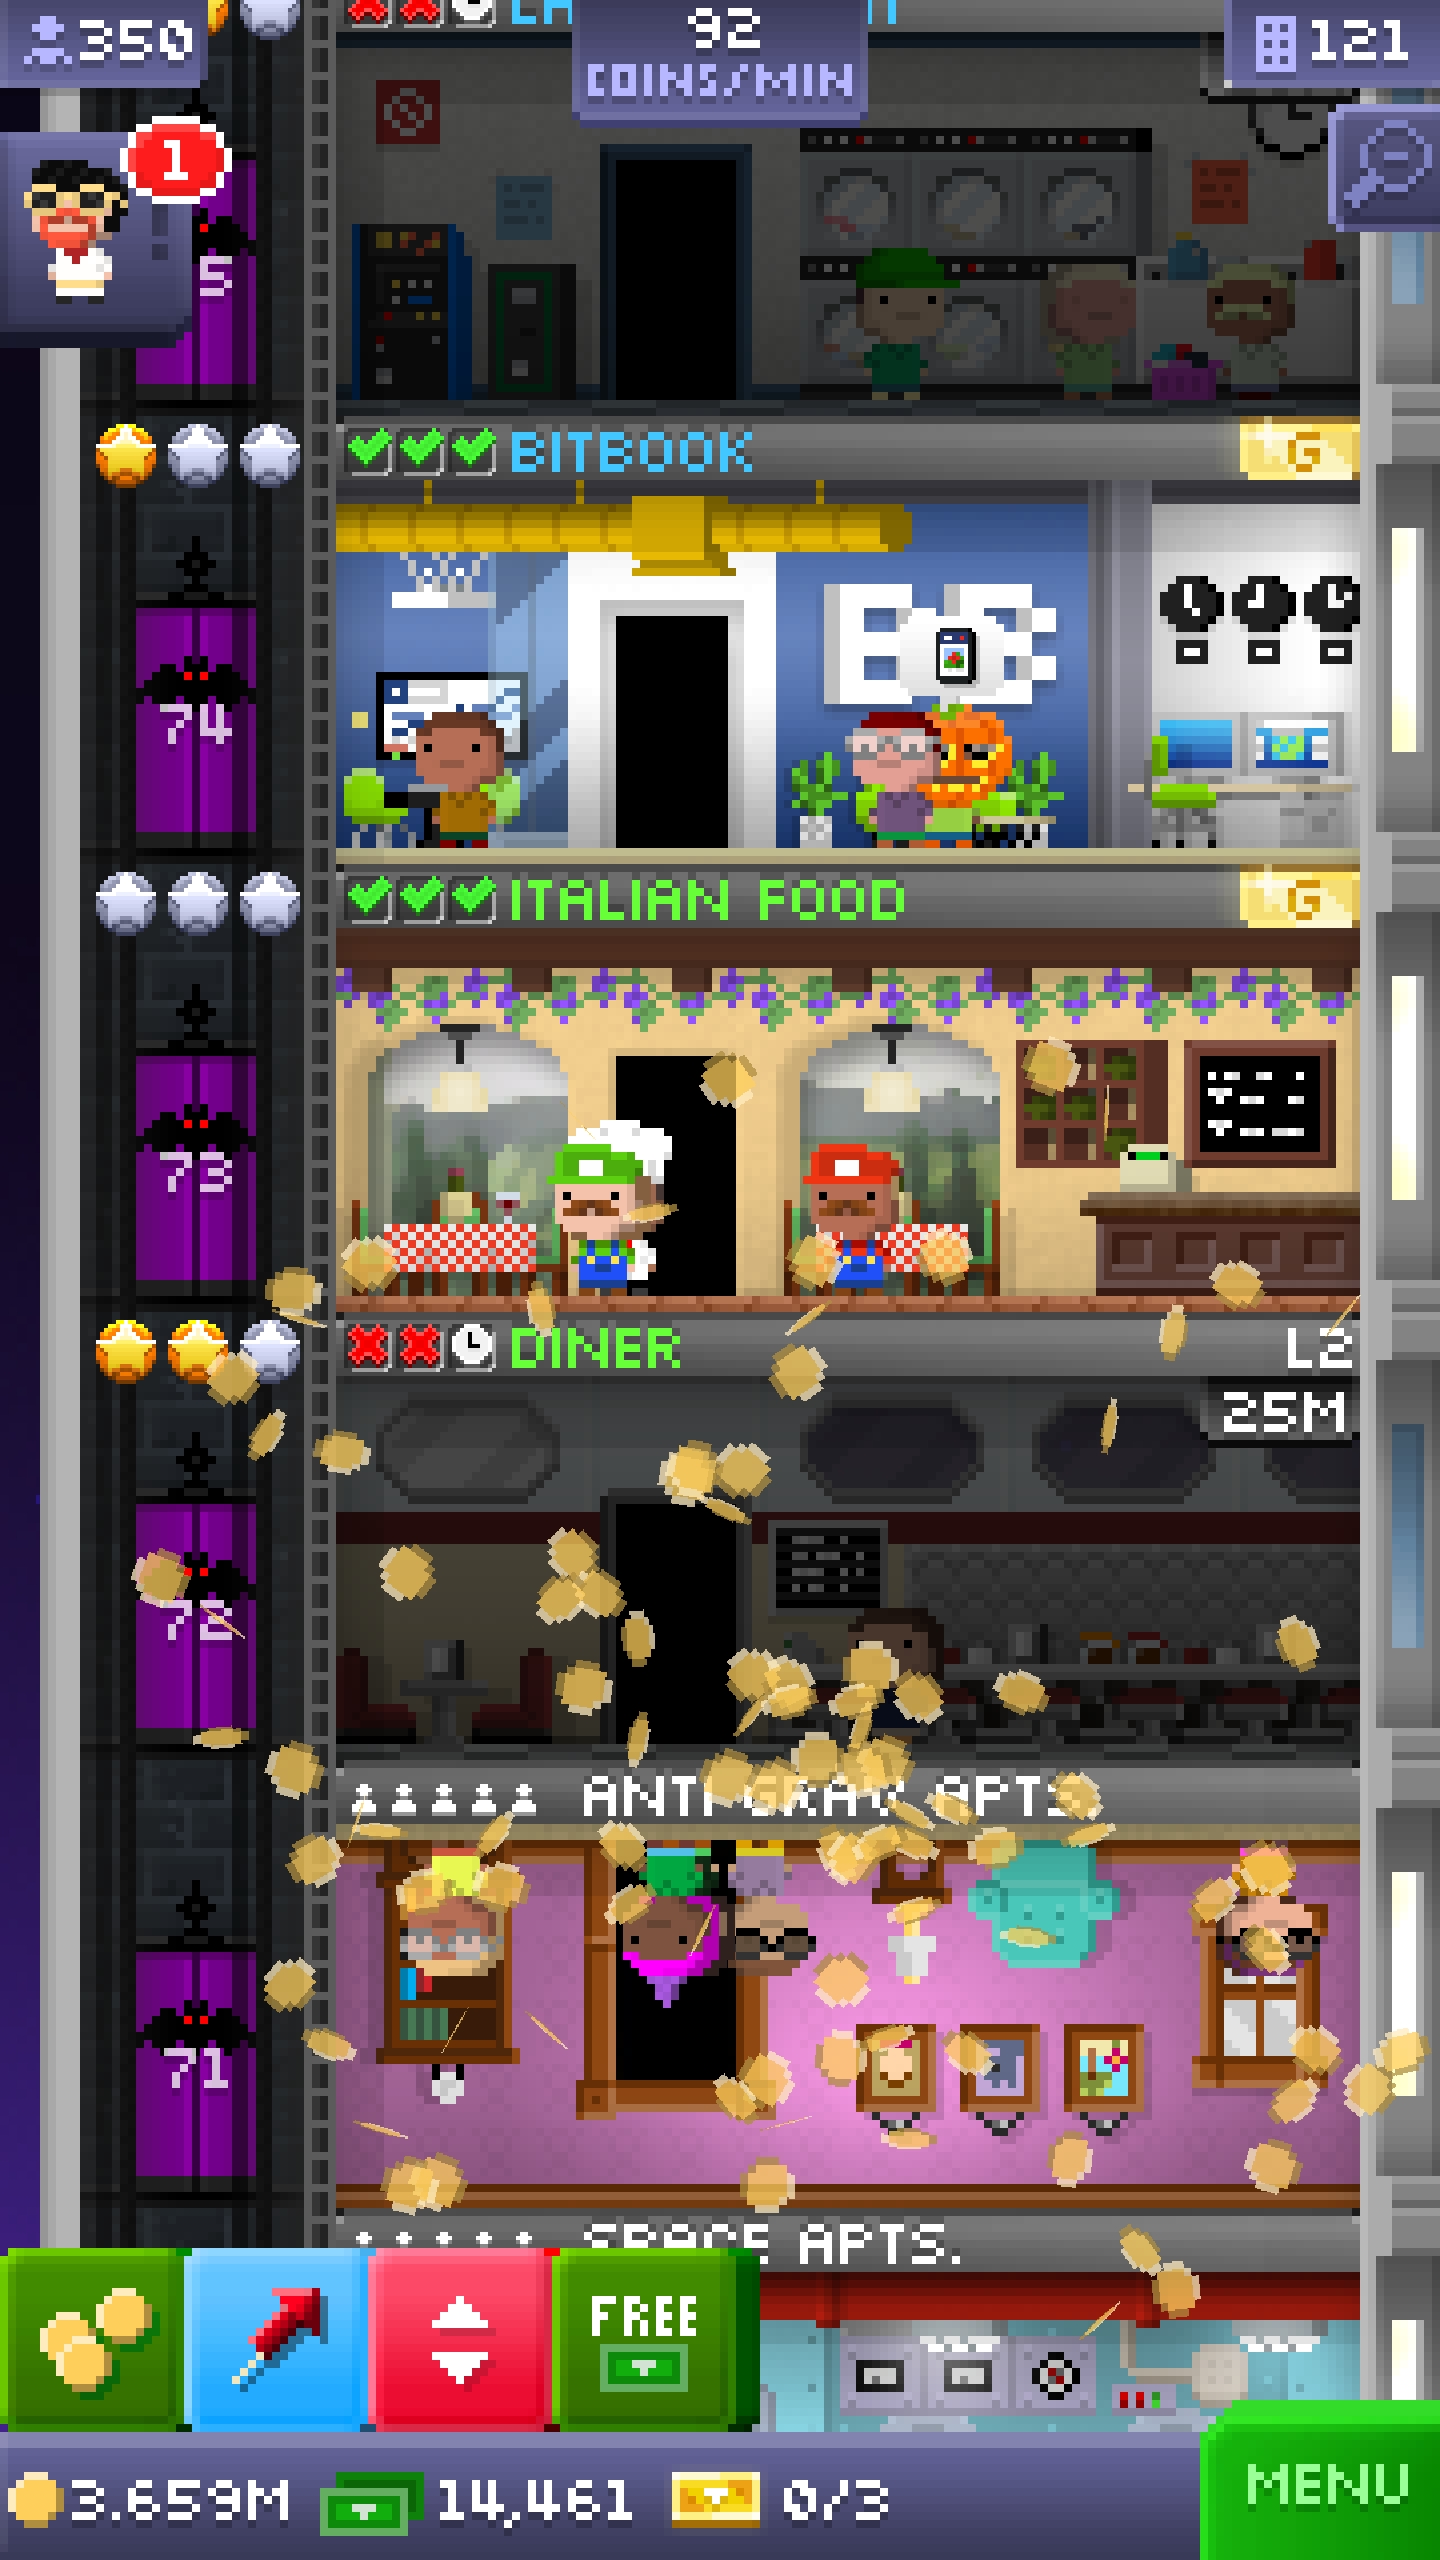 350
92
COINS/MIN
121
1
5
BITBOOK
G
74
ITALIAN FOOD
G
73
DINER
L2
25M
72
ANTI GRAV APTS.
71
SPACE APTS.
FREE
3.659M
14,461
0/3
MENU